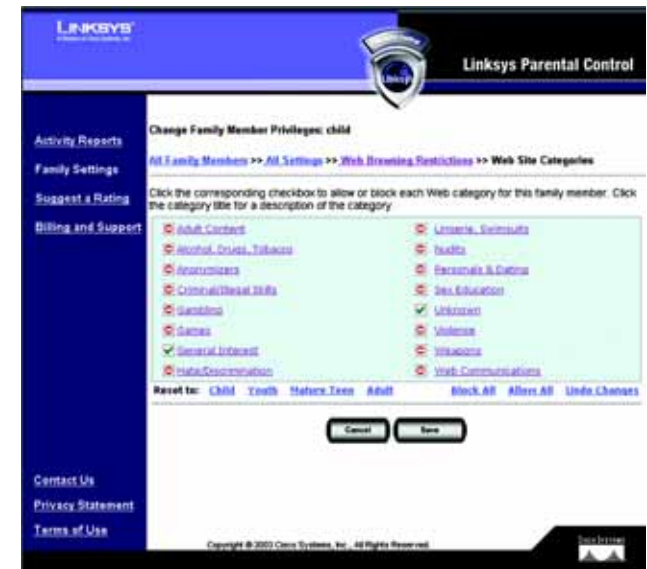 LINKSYS
Linksys Parental Control
Linksys
Activity Reports
Family Settings
Suggest a Rating
Billing and Support
Change Family Member Privileges: child
All Family Members >> All Settings >> Web Browsing Restrictions >> Web Site Categories
Click the corresponding checkbox to allow or block each Web category for this family member. Click
the category title for a description of the category
Adult Content
Alcohol, Drugs, Tobacco
Anonymizers
Criminal/Illegal Skills
Gambling
Games
General Interest
Hate/Discrimination
Lingerie, Swimsuits
Nudity
Personals & Dating
Sex Education
Unknown
Violence
Weapons
Web Communications
Reset to: Child Youth Mature Teen Adult Block All Allow All Undo Changes
Cancel Save
Contact Us
Privacy Statement
Terms of Use
Copyright © 2003 Cisco Systems, Inc., All Rights Reserved.
Cisco Systems